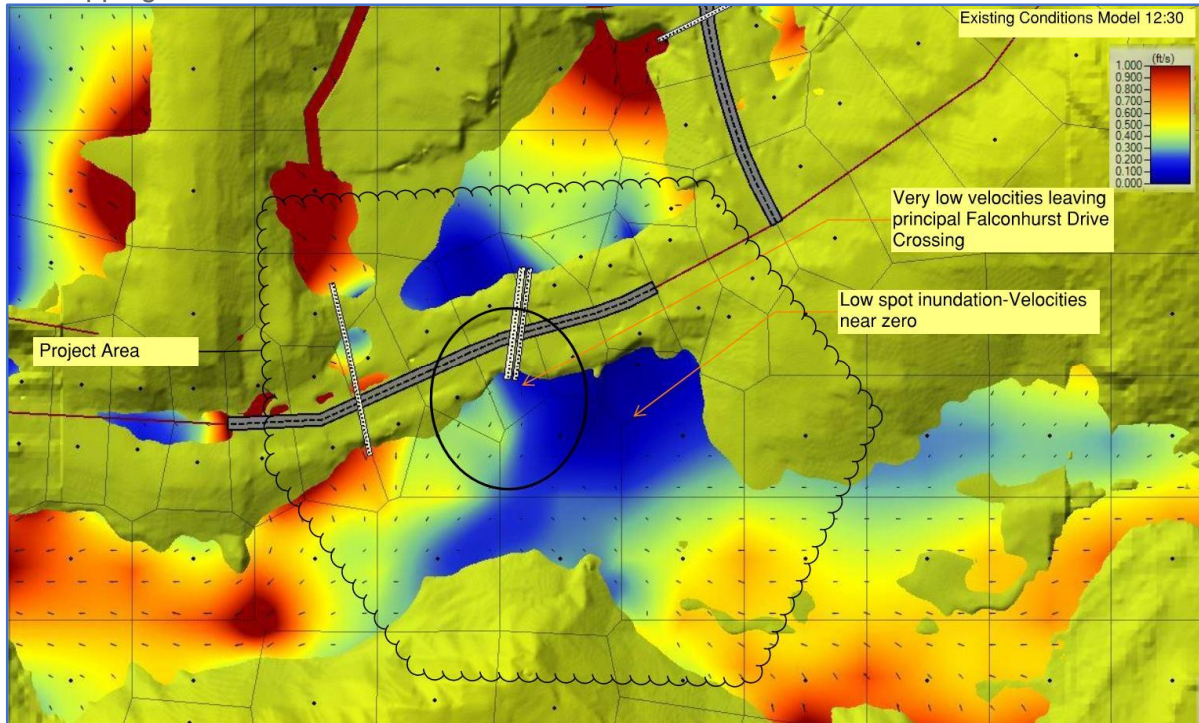 Existing Conditions Model 12:30
(ft/s)
1.000
0.900
0.800
0.700
0.600
0.500
0.400
0.300
0.200
0.100
0.000
Very low velocities leaving
principal Falconhurst Drive
Crossing
Low spot inundation-Velocities
near zero
Project Area